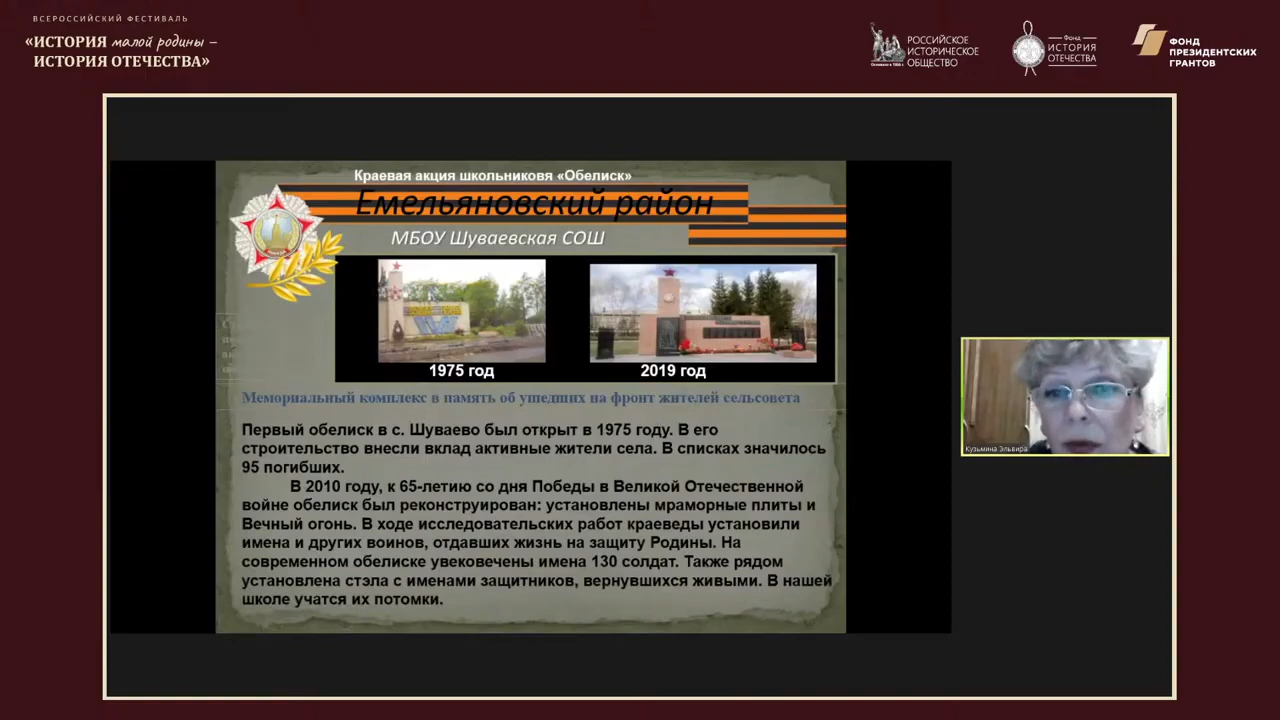 ВСЕРОССИЙСКИЙ ФЕСТИВАЛЬ
«ИСТОРИЯ малой родины –
ИСТОРИЯ ОТЕЧЕСТВА»
РОССИЙСКОЕ
ИСТОРИЧЕСКОЕ
ОБЩЕСТВО
Фонд
ИСТОРИЯ
ОТЕЧЕСТВА
ФОНД
ПРЕЗИДЕНТСКИХ
ГРАНТОВ
Краевая акция школьниковя «Обелиск»
Емельяновский район
МБОУ Шуваевская СОШ
1975 год
2019 год
Мемориальный комплекс в память об ушедших на фронт жителей сельсовета
Первый обелиск в с. Шуваево был открыт в 1975 году. В его
строительство внесли вклад активные жители села. В списках значилось
95 погибших.
В 2010 году, к 65-летию со дня Победы в Великой Отечественной
войне обелиск был реконструирован: установлены мраморные плиты и
Вечный огонь. В ходе исследовательских работ краеведы установили
имена и других воинов, отдавших жизнь на защиту Родины. На
современном обелиске увековечены имена 130 солдат. Также рядом
установлена стэла с именами защитников, вернувшихся живыми. В нашей
школе учатся их потомки.
Кузьмина Эльвира